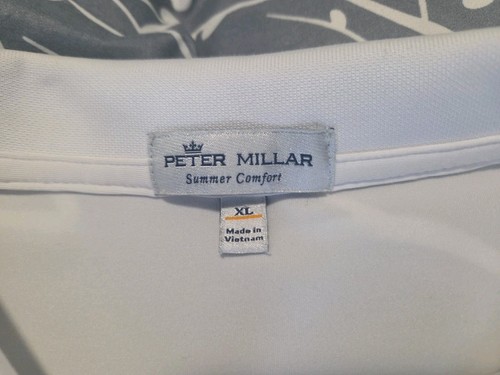 PETER MILLAR
Summer Comfort
XL
Made in
Vietnam